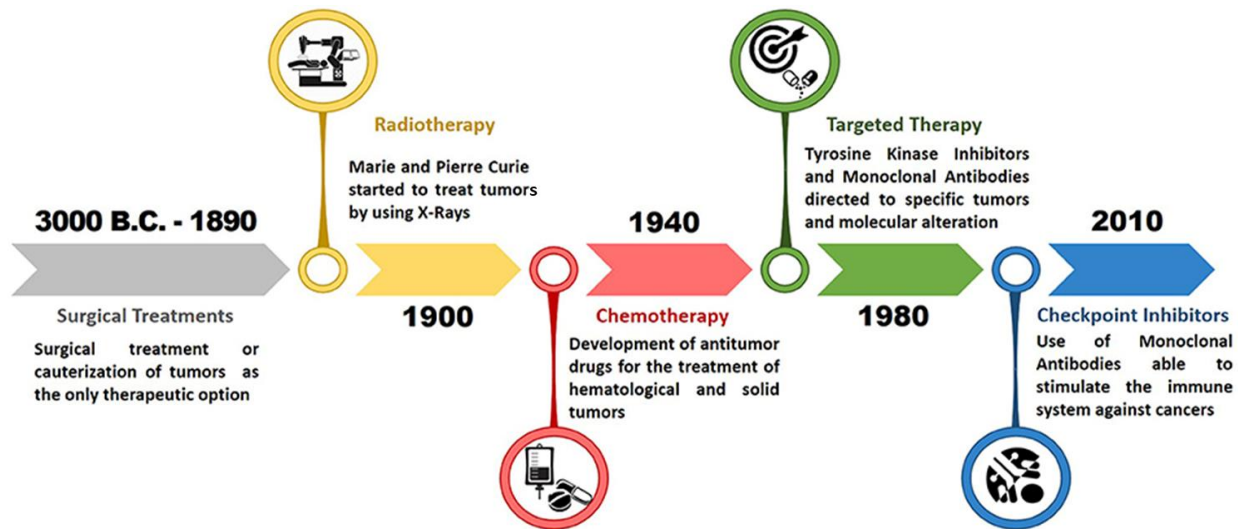 3000 B.C. - 1890
Surgical Treatments
Surgical treatment or
cauterization of tumors as
the only therapeutic option
Radiotherapy
Marie and Pierre Curie
started to treat tumors
by using X-Rays
1900
1940
Chemotherapy
Development of antitumor
drugs for the treatment of
hematological and solid
tumors
Targeted Therapy
Tyrosine Kinase Inhibitors
and Monoclonal Antibodies
directed to specific tumors
and molecular alteration
1980
2010
Checkpoint Inhibitors
Use of Monoclonal
Antibodies able to
stimulate the immune
system against cancers